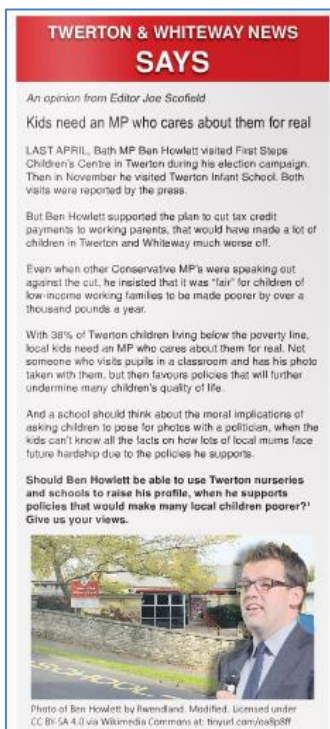 TWERTON & WHITEWAY NEWS
SAYS
An opinion from Editor Joe Scofield
Kids need an MP who cares about them for real
LAST APRIL, Bath MP Ben Howlett visited First Steps
Children's Centre in Twerton during his election campaign.
Then in November he visited Twerton Infant School. Both
visits were reported by the press.
But Ben Howlett supported the plan to cut tax credit
payments to working parents, that would have made a lot of
children in Twerton and Whiteway much worse off.
Even when other Conservative MP's were speaking out
against the cut, he insisted that it was "fair" for children of
low-income working families to be made poorer by over a
thousand pounds a year.
With 38% of Twerton children living below the poverty line,
local kids need an MP who cares about them for real. Not
someone who visits pupils in a classroom and has his photo
taken with them, but then favours policies that will further
undermine many children's quality of life.
And a school should think about the moral implications of
asking children to pose for photos with a politician, when the
kids can't know all the facts on how lots of local mums face
future hardship due to the policies he supports.
Should Ben Howlett be able to use Twerton nurseries
and schools to raise his profile, when he supports
policies that would make many local children poorer?¹
Give us your views.
SCHOOL
Photo of Ben Howlett by Rwendland. Modified. Licensed under
CC BY-SA 4.0 via Wikimedia Commons at: tinyurl.com/oa8p8ff